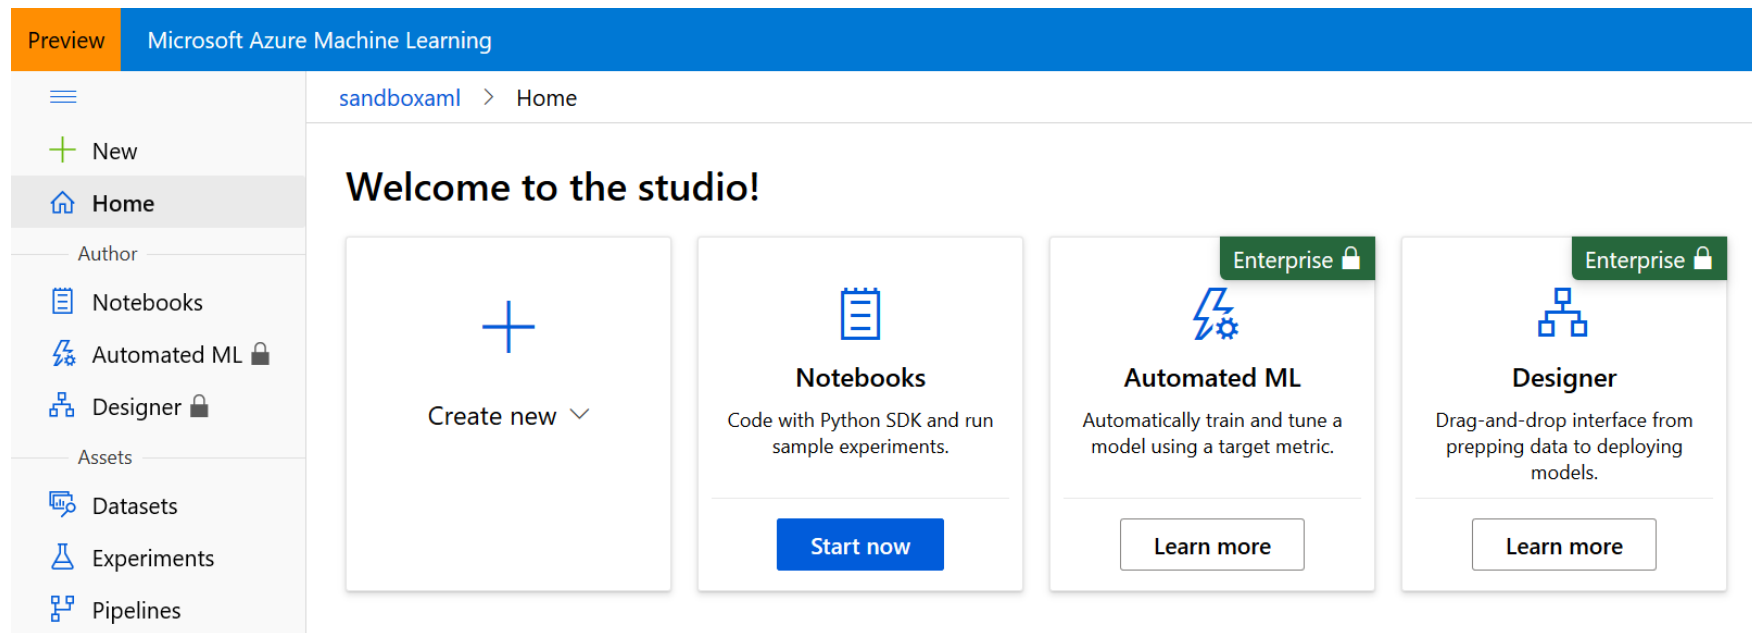 Preview
Microsoft Azure Machine Learning
sandboxaml > Home
New
Home
Author
Notebooks
Automated ML
Designer
Assets
Datasets
Experiments
Pipelines
Welcome to the studio!
Create new
Notebooks
Code with Python SDK and run
sample experiments.
Start now
Enterprise
Automated ML
Automatically train and tune a
model using a target metric.
Learn more
Enterprise
Designer
Drag-and-drop interface from
prepping data to deploying
models.
Learn more